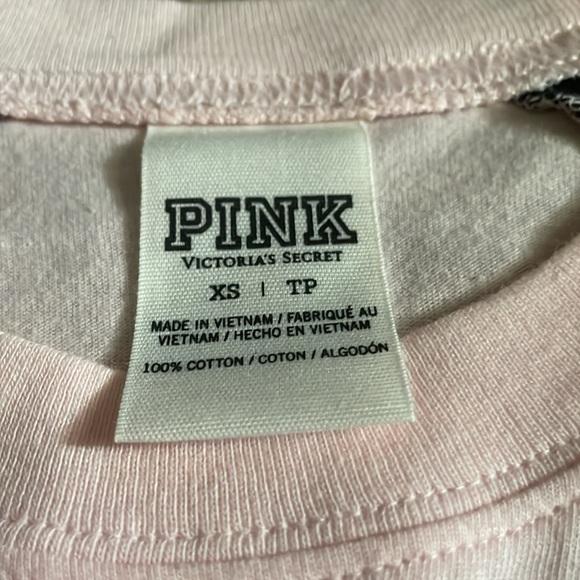 PINK
VICTORIA'S SECRET
XS | TP
MADE IN VIETNAM / FABRIQUÉ AU
VIETNAM / HECHO EN VIETNAM
100% COTTON / COTON / ALGODÓN